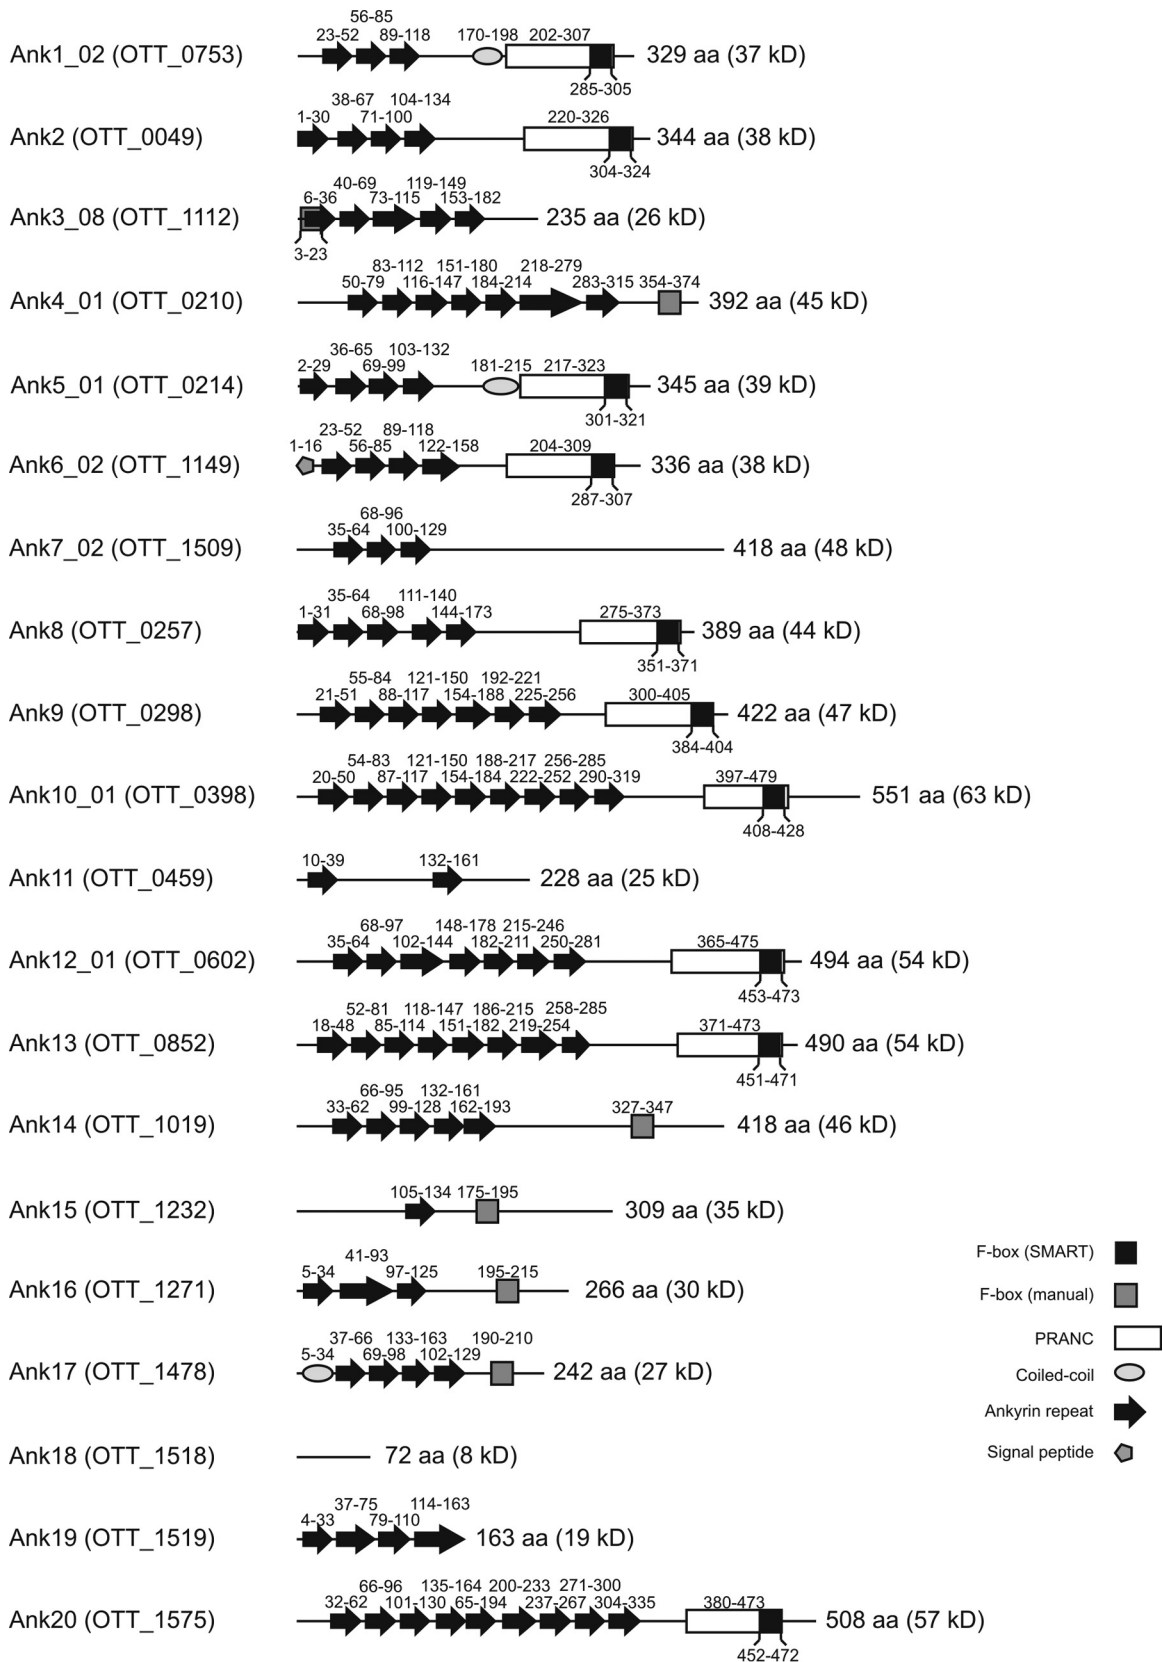 56-85
23-52 89-118 170-198 202-307
Ank1_02 (OTT_0753) 329 aa (37 kD)
285-305
38-67 104-134
1-30 71-100 220-326
Ank2 (OTT_0049) 344 aa (38 kD)
304-324
40-69 119-149
6-36 73-115 153-182
Ank3_08 (OTT_1112) 235 aa (26 kD)
3-23
83-112 151-180 218-279
50-79 116-147 184-214 283-315 354-374
Ank4_01 (OTT_0210) 392 aa (45 kD)
36-65 103-132
2-29 69-99 181-215 217-323
Ank5_01 (OTT_0214) 345 aa (39 kD)
301-321
23-52 89-118
1-16 56-85 122-158 204-309
Ank6_02 (OTT_1149) 336 aa (38 kD)
287-307
68-96
35-64 100-129
Ank7_02 (OTT_1509) 418 aa (48 kD)
35-64 111-140
1-31 68-98 144-173 275-373
Ank8 (OTT_0257) 389 aa (44 kD)
351-371
55-84 121-150 192-221
21-51 88-117 154-188 225-256 300-405
Ank9 (OTT_0298) 422 aa (47 kD)
384-404
54-83 121-150 188-217 256-285
20-50 87-117 154-184 222-252 290-319 397-479
Ank10_01 (OTT_0398) 551 aa (63 kD)
408-428
10-39 132-161
Ank11 (OTT_0459) 228 aa (25 kD)
68-97 148-178 215-246
35-64 102-144 182-211 250-281 365-475
Ank12_01 (OTT_0602) 494 aa (54 kD)
453-473
52-81 118-147 186-215 258-285
18-48 85-114 151-182 219-254 371-473
Ank13 (OTT_0852) 490 aa (54 kD)
451-471
66-95 132-161
33-62 99-128 162-193 327-347
Ank14 (OTT_1019) 418 aa (46 kD)
105-134 175-195
Ank15 (OTT_1232) 309 aa (35 kD)
F-box (SMART)
41-93
5-34 97-125 195-215
Ank16 (OTT_1271) 266 aa (30 kD)
F-box (manual)
PRANC
37-66 133-163 190-210
5-34 69-98 102-129
Ank17 (OTT_1478) 242 aa (27 kD)
Coiled-coil
Ankyrin repeat
Ank18 (OTT_1518) 72 aa (8 kD)
Signal peptide
37-75 114-163
4-33 79-110
Ank19 (OTT_1519) 163 aa (19 kD)
66-96 135-164 200-233 271-300
32-62 101-130 65-194 237-267 304-335 380-473
Ank20 (OTT_1575) 508 aa (57 kD)
452-472